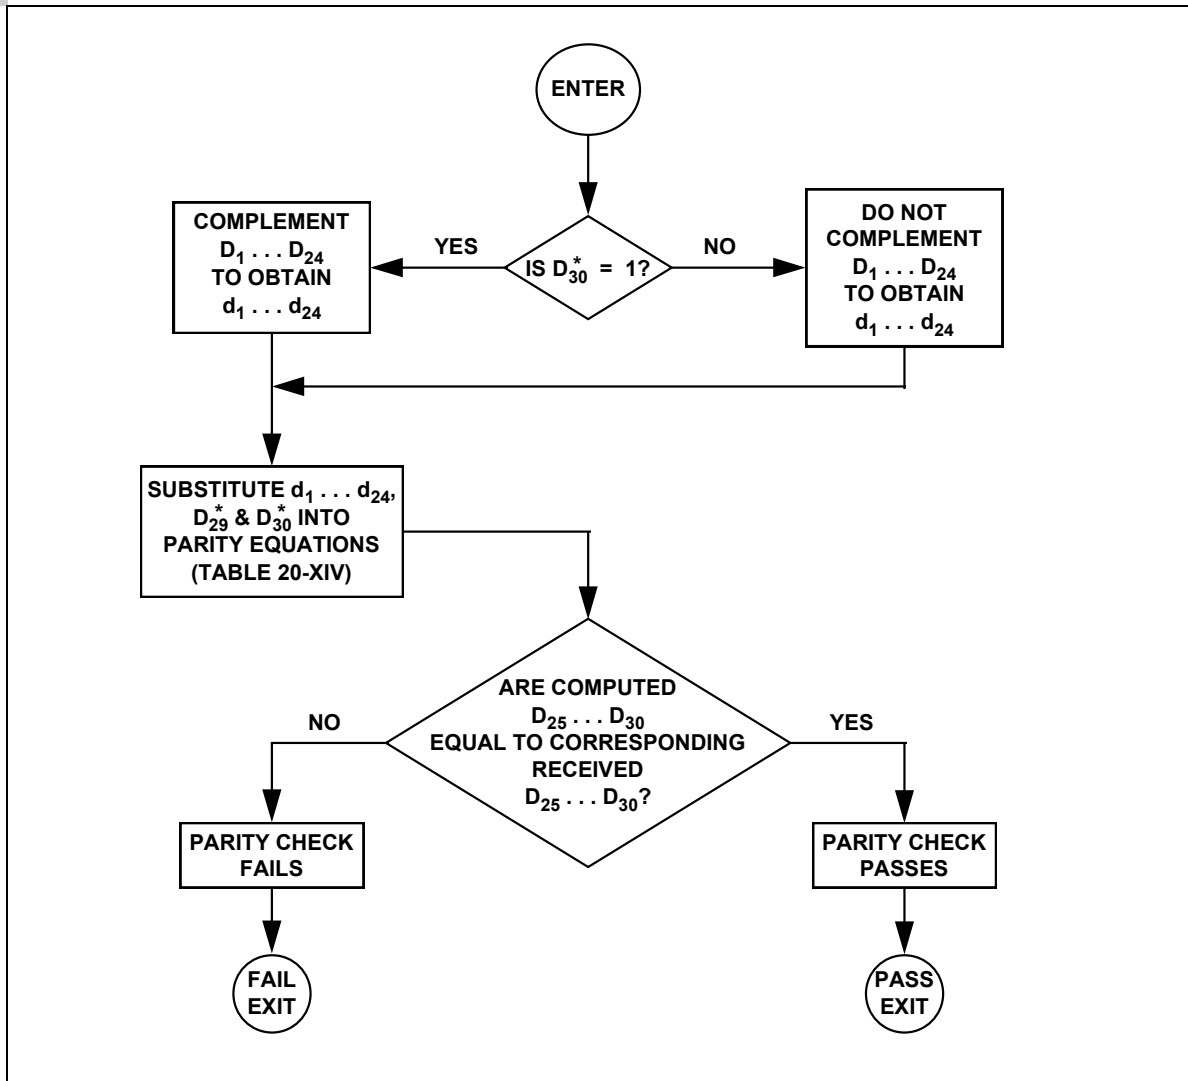 ENTER
COMPLEMENT
D₁ . . . D₂₄
TO OBTAIN
d₁ . . . d₂₄
YES
IS D*₃₀ = 1?
NO
DO NOT
COMPLEMENT
D₁ . . . D₂₄
TO OBTAIN
d₁ . . . d₂₄
SUBSTITUTE d₁ . . . d₂₄,
D*₂₉ & D*₃₀ INTO
PARITY EQUATIONS
(TABLE 20-XIV)
ARE COMPUTED
D₂₅ . . . D₃₀
EQUAL TO CORRESPONDING
RECEIVED
D₂₅ . . . D₃₀?
NO
YES
PARITY CHECK
FAILS
PARITY CHECK
PASSES
FAIL
EXIT
PASS
EXIT